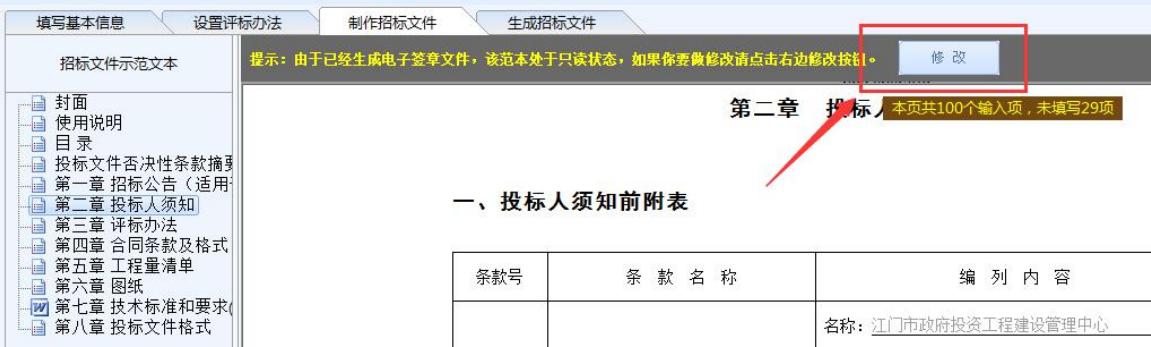 填写基本信息 设置评标办法 制作招标文件 生成招标文件
招标文件示范文本
提示：由于已经生成电子签章文件，该范本处于只读状态，如果你要做修改请点击右边修改按钮。
修 改
封面
使用说明
目 录
投标文件否决性条款摘要
第一章 招标公告（适用
第二章 投标人须知
第三章 评标办法
第四章 合同条款及格式
第五章 工程量清单
第六章 图纸
第七章 技术标准和要求(
第八章 投标文件格式
第二章 投标人
本页共100个输入项，未填写29项
一、投标人须知前附表
条款号 条 款 名 称 编 列 内 容
名称：江门市政府投资工程建设管理中心